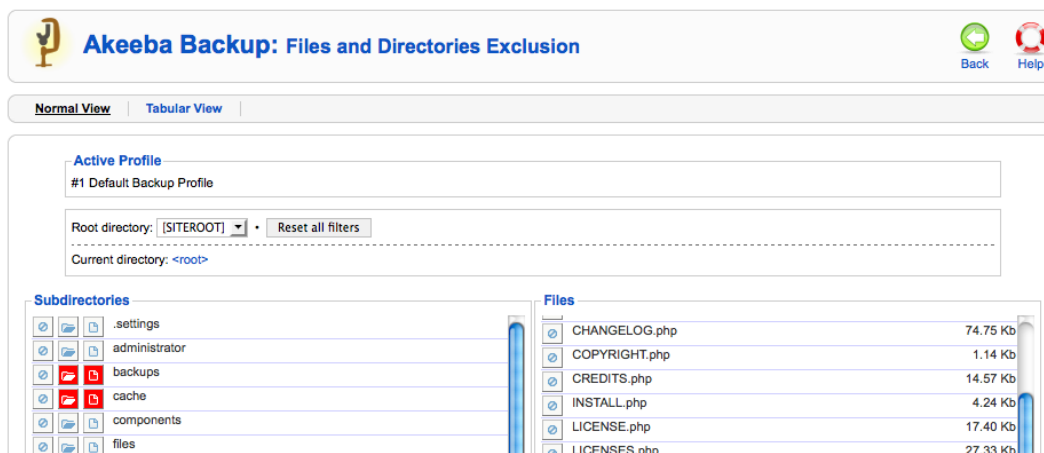 Akeeba Backup: Files and Directories Exclusion
Back
Help
Normal View
Tabular View
Active Profile
#1 Default Backup Profile
Root directory: [SITEROOT] • Reset all filters
Current directory: <root>
Subdirectories
.settings
administrator
backups
cache
components
files
Files
CHANGELOG.php 74.75 Kb
COPYRIGHT.php 1.14 Kb
CREDITS.php 14.57 Kb
INSTALL.php 4.24 Kb
LICENSE.php 17.40 Kb
LICENSES.php 27.33 Kb